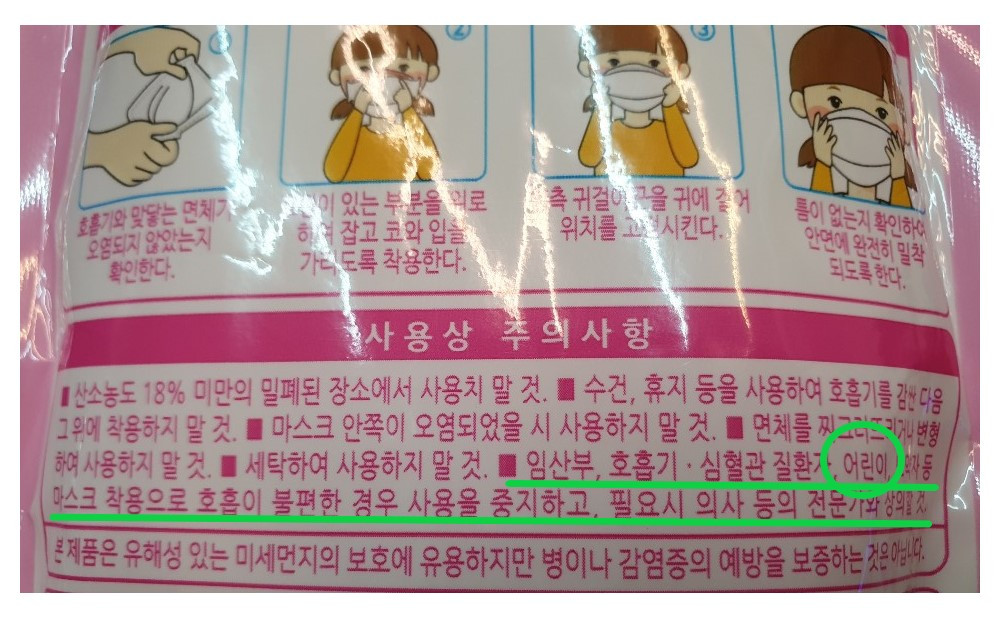 ②
③
호흡기와 맞닿는 면체가
오염되지 않았는지
확인한다.
있는 부분을 위로
하여 잡고 코와 입을
가리도록 착용한다.
귀에 걸어
위치를 고정시킨다.
틈이 없는지 확인하여
안면에 완전히 밀착
되도록 한다.
사용상 주의사항
■ 산소농도 18% 미만의 밀폐된 장소에서 사용치 말 것. ■ 수건, 휴지 등을 사용하여 호흡기를 감싼 다음
그 위에 착용하지 말 것. ■ 마스크 안쪽이 오염되었을 시 사용하지 말 것. ■ 면체를 찌그러뜨리거나 변형
하여 사용하지 말 것. ■ 세탁하여 사용하지 말 것. ■ 임산부, 호흡기·심혈관 질환자, 어린이 등
마스크 착용으로 호흡이 불편한 경우 사용을 중지하고, 필요시 의사 등의 전문가와 상의할 것.
본 제품은 유해성 있는 미세먼지의 보호에 유용하지만 병이나 감염증의 예방을 보증하는 것은 아닙니다.